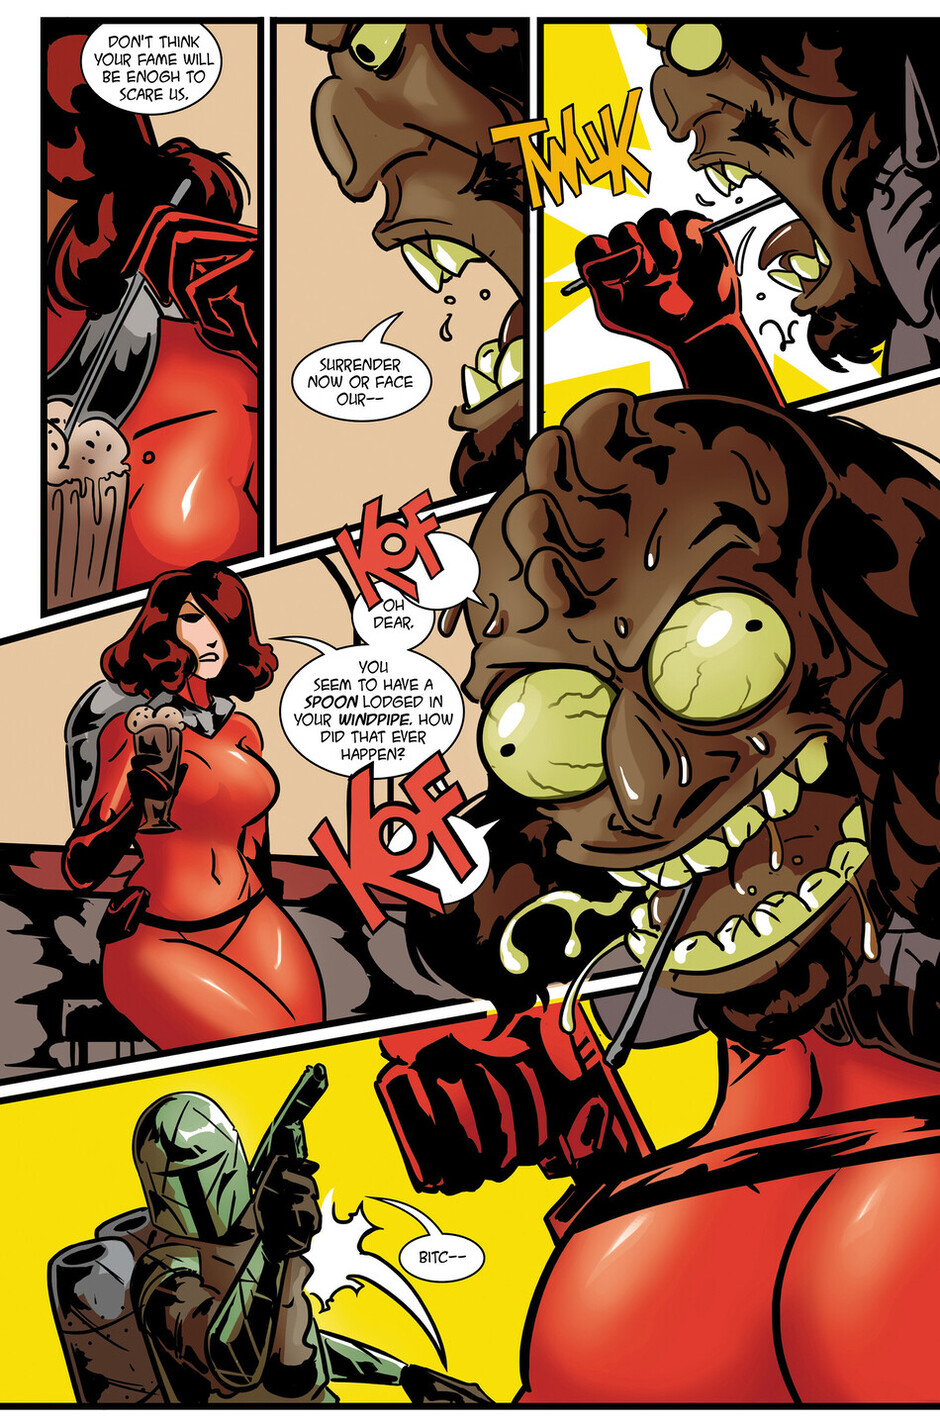 DON'T THINK
YOUR FAME WILL
BE ENOGH TO
SCARE US.
SURRENDER
NOW OR FACE
OUR--
TWUK
KOF
OH
DEAR.
YOU
SEEM TO HAVE A
SPOON LODGED IN
YOUR WINDPIPE. HOW
DID THAT EVER
HAPPEN?
KOF
BITC--